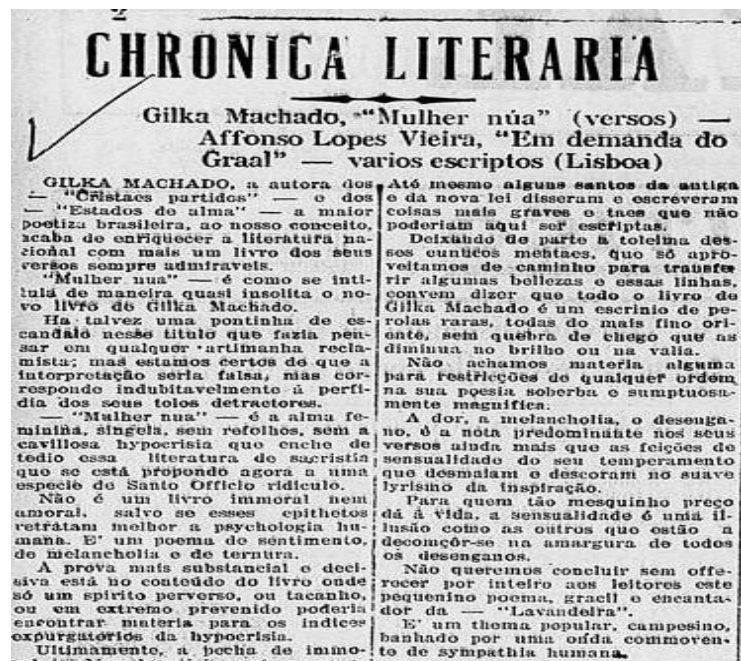 CHRONICA LITERARIA
Gilka Machado, "Mulher núa" (versos) —
Affonso Lopes Vieira, "Em demanda do
Graal" — varios escriptos (Lisboa)
GILKA MACHADO, a autora dos
— "Cristaes partidos" — e dos
— "Estados de alma" — a maior
poetiza brasileira, ao nosso conceito,
acaba de enriquecer a literatura na-
cional com mais um livro dos seus
versos sempre admiraveis.
"Mulher nua" — é como se inti-
tula de maneira quasi insolita o no-
vo livro de Gilka Machado.
Ha talvez uma pontinha de es-
candalo nesse titulo que fazia pen-
sar em qualquer artimanha recla-
mista; mas estamos certos de que a
interpretação seria falsa, mas cor-
responde indubitavelmente á perfi-
dia dos seus tolos detractores.
— "Mulher nua" — é a alma fe-
minina, singela, sem refolhos, sem a
cavillosa hypocrisia que enche de
tedio essa literatura de sacristia
que se está propondo agora a uma
especie de Santo Officio ridiculo.
Não é um livro immoral nem
amoral, salvo se esses epithetos
retratam melhor a psychologia hu-
mana. E' um poema de sentimento,
de melancholia e de ternura.
A prova mais substancial e deci-
siva está no conteúdo do livro onde
só um spirito perverso, ou tacanho,
ou em extremo prevenido poderia
encontrar materia para os indices
expurgatórios da hypocrisia.
Ultimamente, a pecha de immo-
Até mesmo alguns santos da antiga
e da nova lei disseram e escreveram
coisas mais graves e taes que não
poderiam aqui ser escriptas.
Deixando de parte a toleima des-
ses eunucos mentaes, que só apro-
veitamos de caminho para transfe-
rir algumas bellezas e essas linhas,
convem dizer que todo o livro de
Gilka Machado é um escrinio de pe-
rolas raras, todas do mais fino ori-
ente, sem quebra de chego que as
diminua no brilho ou na valia.
Não achamos materia alguma
para restricções de qualquer ordem
na sua poesia soberba e sumptuosa-
mente magnifica.
A dor, a melancholia, o desenga-
no, é a nota predominante nos seus
versos ainda mais que as feições de
sensualidade do seu temperamento
que desmaiam e descoram no suave
lyrismo da inspiração.
Para quem tão mesquinho preço
dá á vida, a sensualidade é uma il-
lusão como as outros que estão a
decompôr-se na amargura de todos
os desenganos.
Não queremos concluir sem offe-
recer por inteiro aos leitores este
pequenino poema, gracil e encanta-
dor da — "Lavandeira".
E' um thema popular, campesino,
banhado por uma onda commoven-
te de sympathia humana.